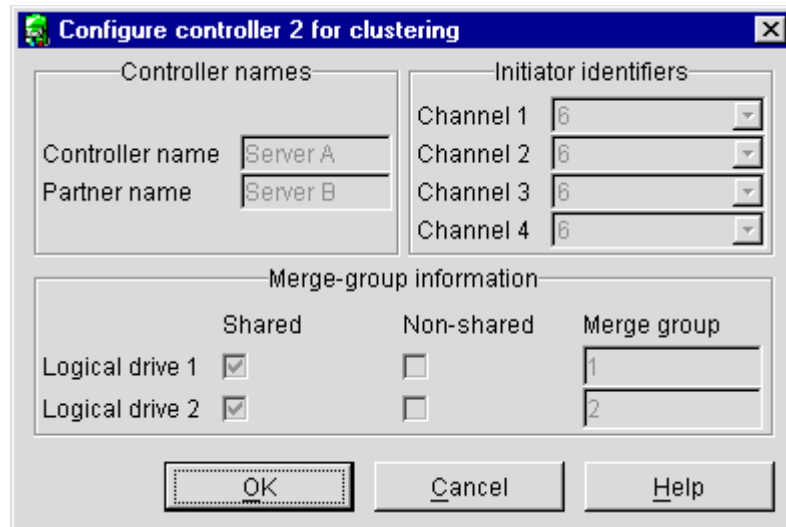 Configure controller 2 for clustering
Controller names
Controller name Server A
Partner name Server B
Initiator identifiers
Channel 1 6
Channel 2 6
Channel 3 6
Channel 4 6
Merge-group information
Shared Non-shared Merge group
Logical drive 1 1
Logical drive 2 2
OK Cancel Help